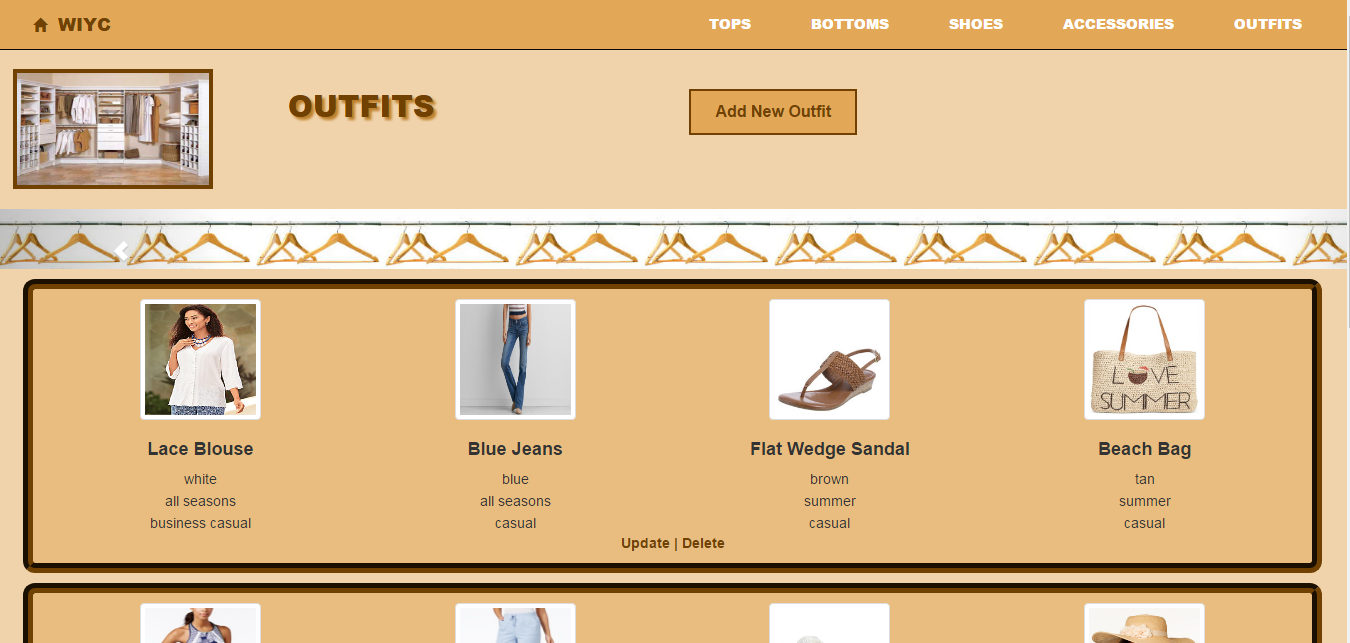 WIYC TOPS BOTTOMS SHOES ACCESSORIES OUTFITS
OUTFITS
Add New Outfit
LOVE
SUMMER
Lace Blouse
white
all seasons
business casual
Blue Jeans
blue
all seasons
casual
Flat Wedge Sandal
brown
summer
casual
Beach Bag
tan
summer
casual
Update | Delete